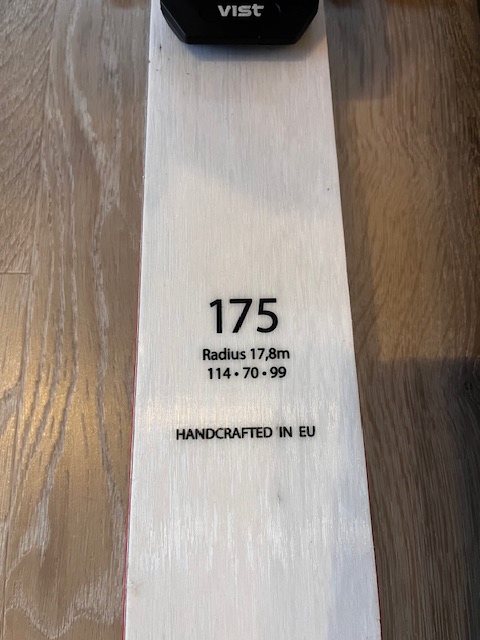 vist
175
Radius 17,8m
114 • 70 • 99
HANDCRAFTED IN EU